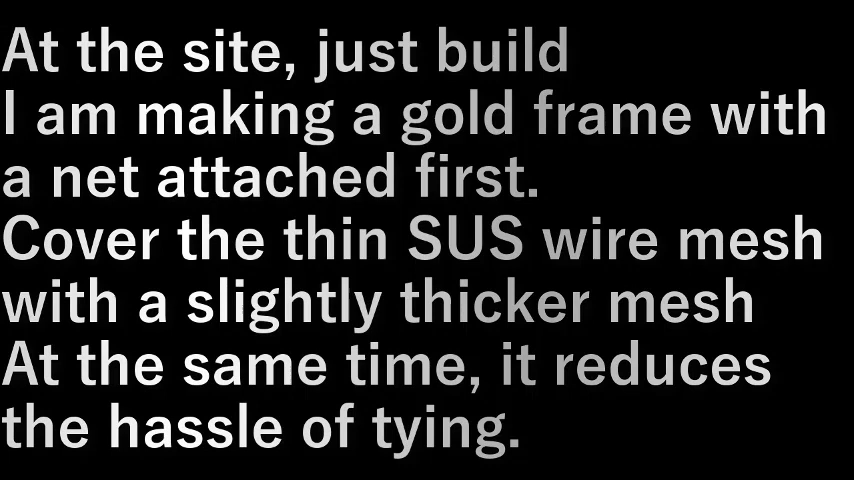 At the site, just build
I am making a gold frame with
a net attached first.
Cover the thin SUS wire mesh
with a slightly thicker mesh
At the same time, it reduces
the hassle of tying.